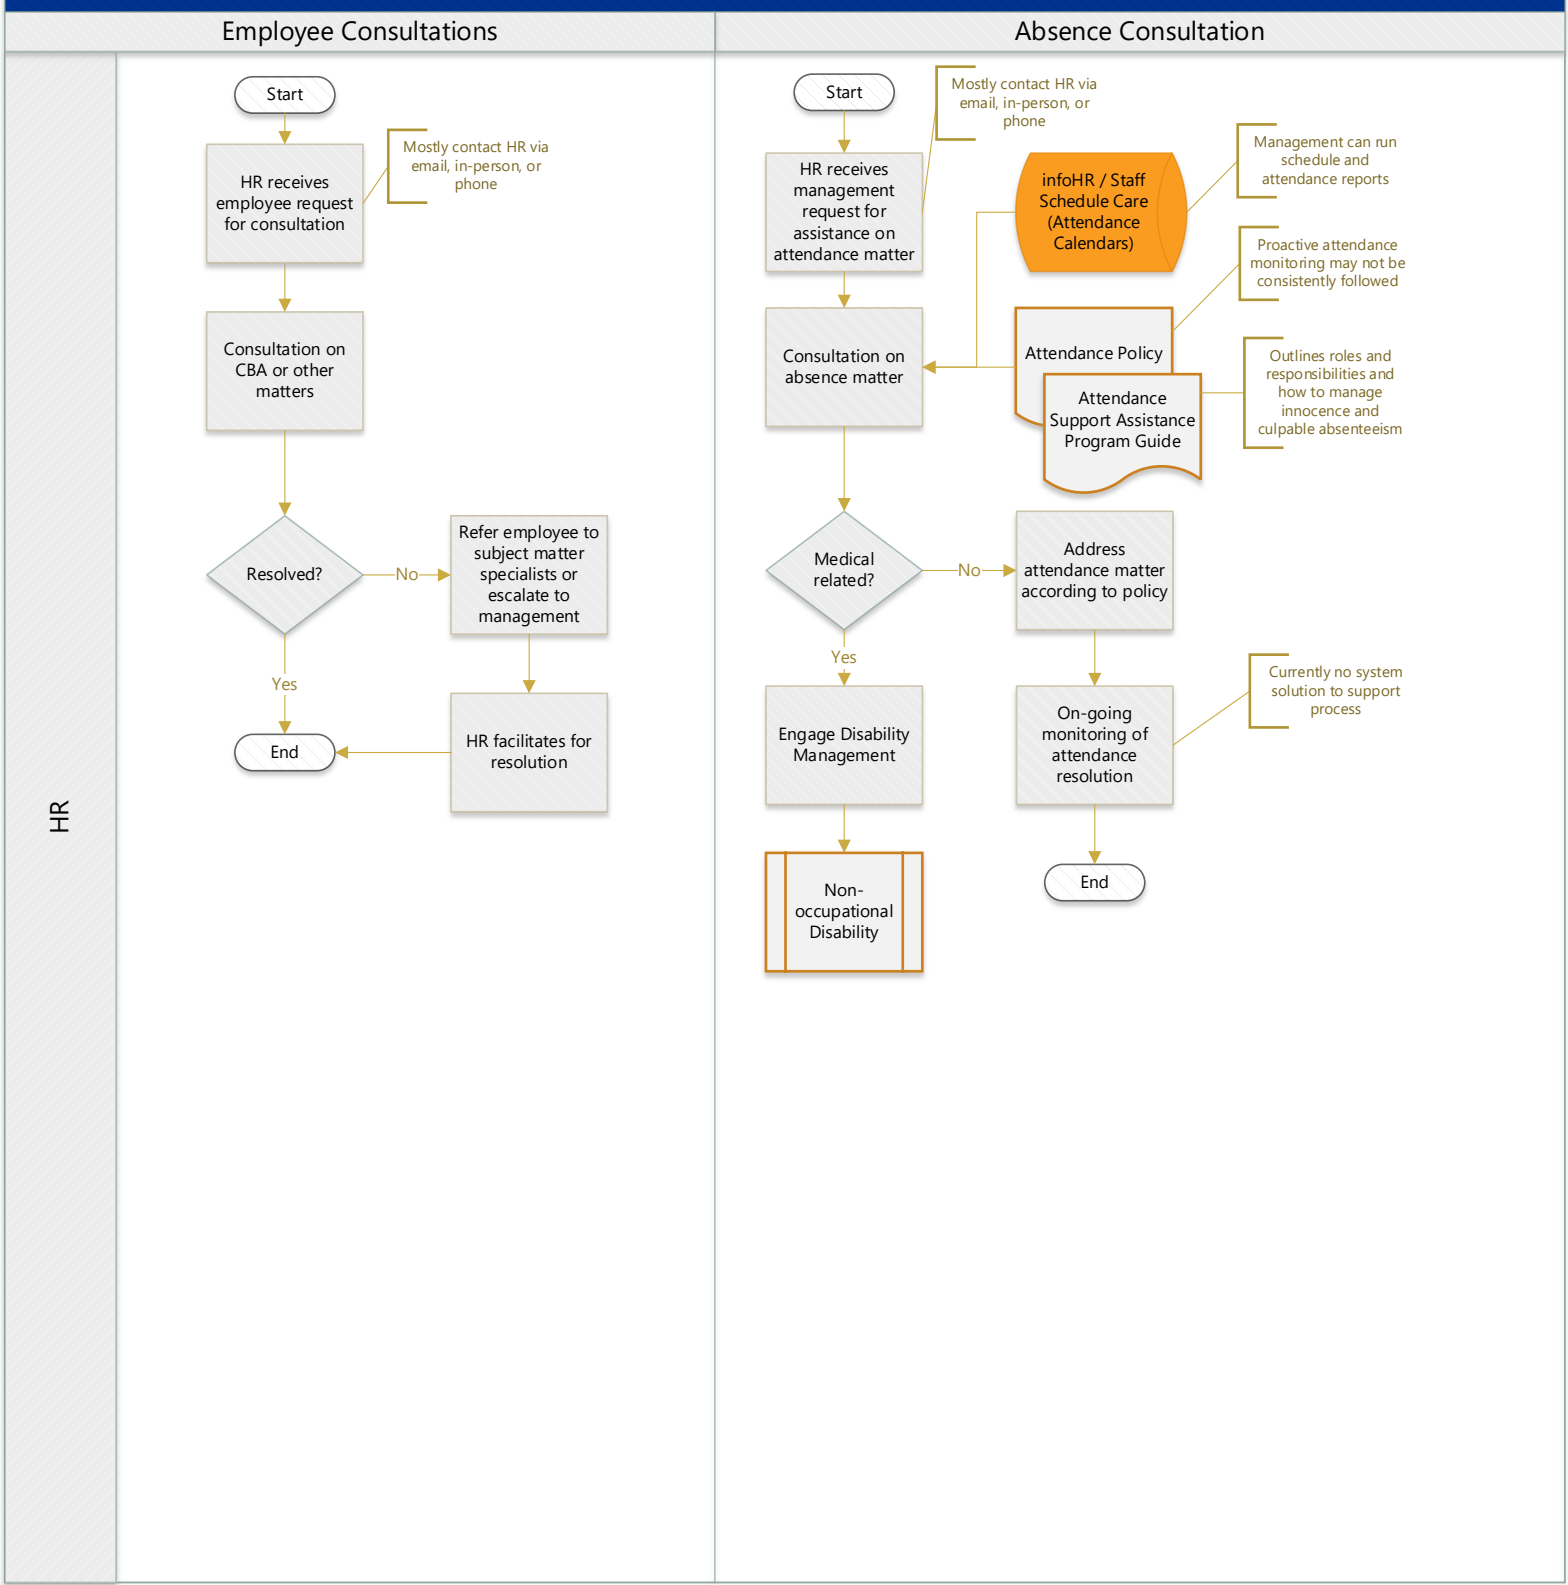 Employee Consultations
Absence Consultation
HR
Start
HR receives
employee request
for consultation
Mostly contact HR via
email, in-person, or
phone
Consultation on
CBA or other
matters
Resolved?
No
Refer employee to
subject matter
specialists or
escalate to
management
Yes
HR facilitates for
resolution
End
Start
Mostly contact HR via
email, in-person, or
phone
HR receives
management
request for
assistance on
attendance matter
infoHR / Staff
Schedule Care
(Attendance
Calendars)
Management can run
schedule and
attendance reports
Proactive attendance
monitoring may not be
consistently followed
Consultation on
absence matter
Attendance Policy
Attendance
Support Assistance
Program Guide
Outlines roles and
responsibilities and
how to manage
innocence and
culpable absenteeism
Medical
related?
No
Address
attendance matter
according to policy
Yes
Engage Disability
Management
On-going
monitoring of
attendance
resolution
Currently no system
solution to support
process
Non-
occupational
Disability
End